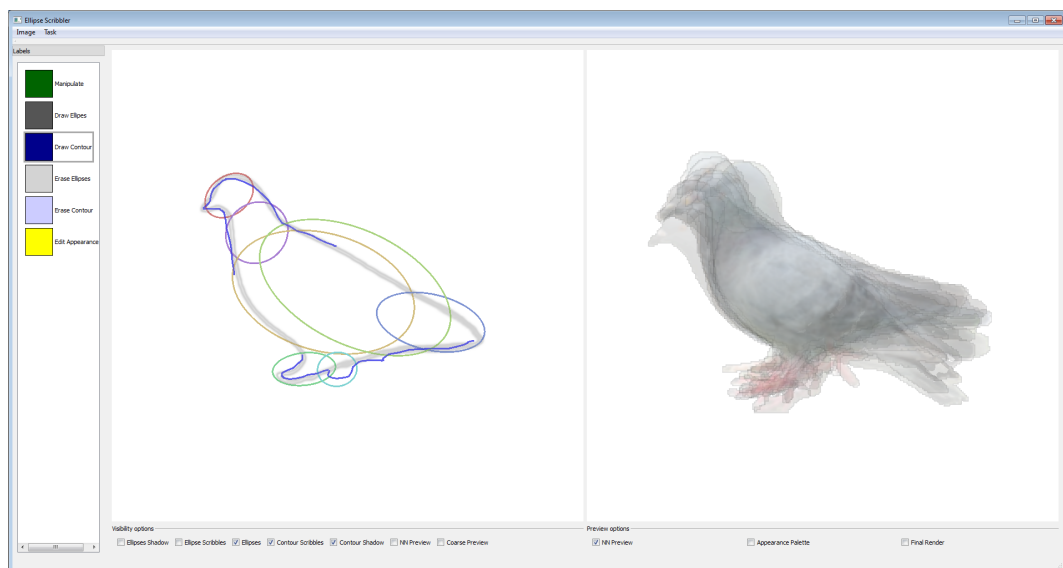 Ellipse Scribbler
Image Task
Labels
Manipulate
Draw Ellipes
Draw Contour
Erase Ellipses
Erase Contour
Edit Appearance
Visibility options
Ellipses Shadow Ellipse Scribbles Ellipses Contour Scribbles Contour Shadow NN Preview Coarse Preview
Preview options
NN Preview Appearance Palette Final Render